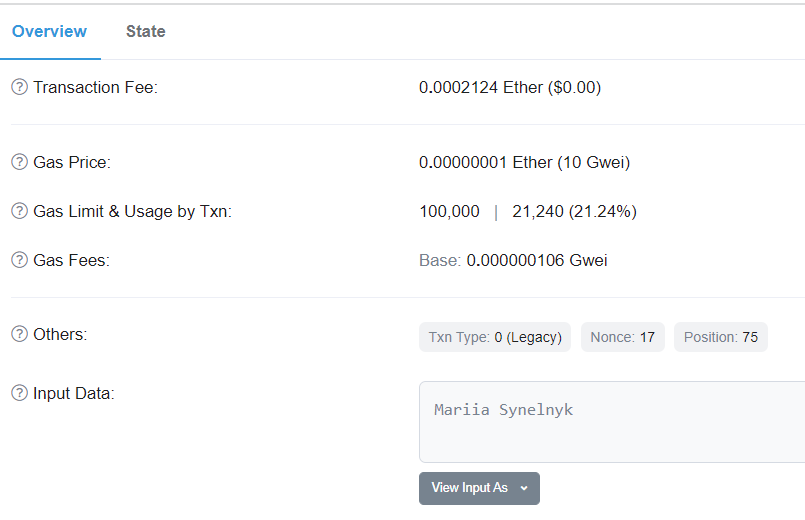 Overview State
Transaction Fee: 0.0002124 Ether ($0.00)
Gas Price: 0.00000001 Ether (10 Gwei)
Gas Limit & Usage by Txn: 100,000 | 21,240 (21.24%)
Gas Fees: Base: 0.000000106 Gwei
Others: Txn Type: 0 (Legacy) Nonce: 17 Position: 75
Input Data: Mariia Synelnyk
View Input As